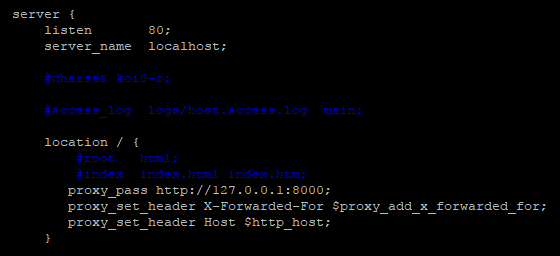 server {
listen 80;
server_name localhost;
#charset koi8-r;
#access_log logs/host.access.log main;
location / {
#root html;
#index index.html index.htm;
proxy_pass http://127.0.0.1:8000;
proxy_set_header X-Forwarded-For $proxy_add_x_forwarded_for;
proxy_set_header Host $http_host;
}